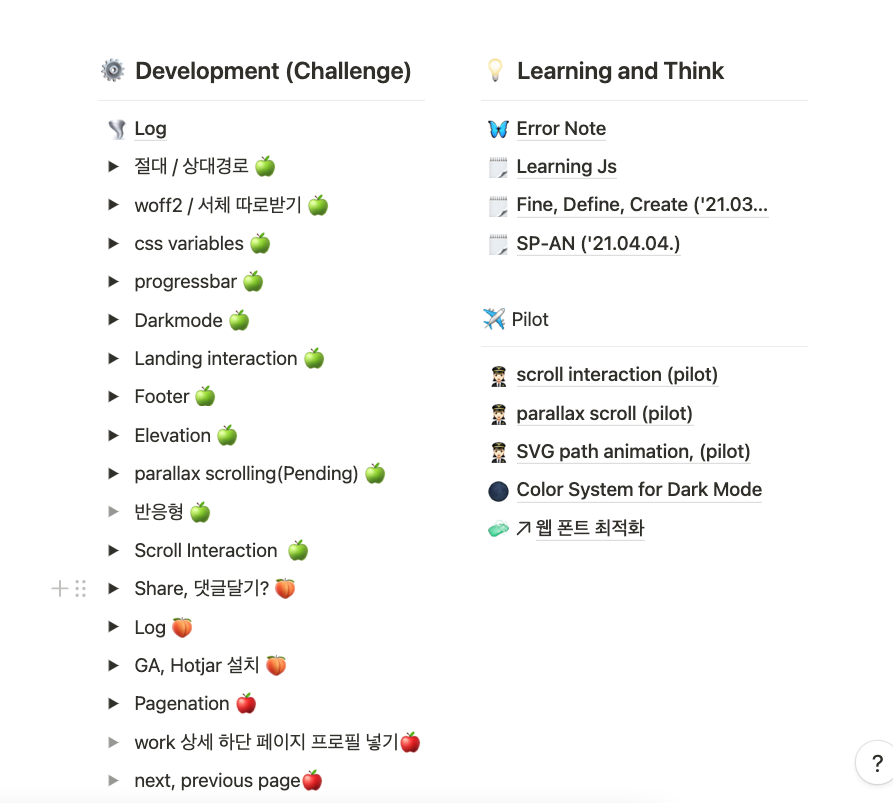 Development (Challenge)
Log
절대 / 상대경로
woff2 / 서체 따로받기
css variables
progressbar
Darkmode
Landing interaction
Footer
Elevation
parallax scrolling(Pending)
반응형
Scroll Interaction
Share, 댓글달기?
Log
GA, Hotjar 설치
Pagenation
work 상세 하단 페이지 프로필 넣기
next, previous page
Learning and Think
Error Note
Learning Js
Fine, Define, Create ('21.03...
SP-AN ('21.04.04.)
Pilot
scroll interaction (pilot)
parallax scroll (pilot)
SVG path animation, (pilot)
Color System for Dark Mode
웹 폰트 최적화
?